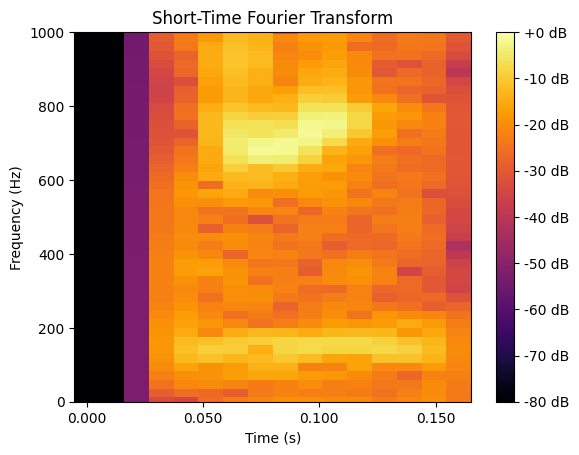 Short-Time Fourier Transform
1000
800
600
400
200
0
Frequency (Hz)
0.000
0.050
0.100
0.150
Time (s)
+0 dB
-10 dB
-20 dB
-30 dB
-40 dB
-50 dB
-60 dB
-70 dB
-80 dB